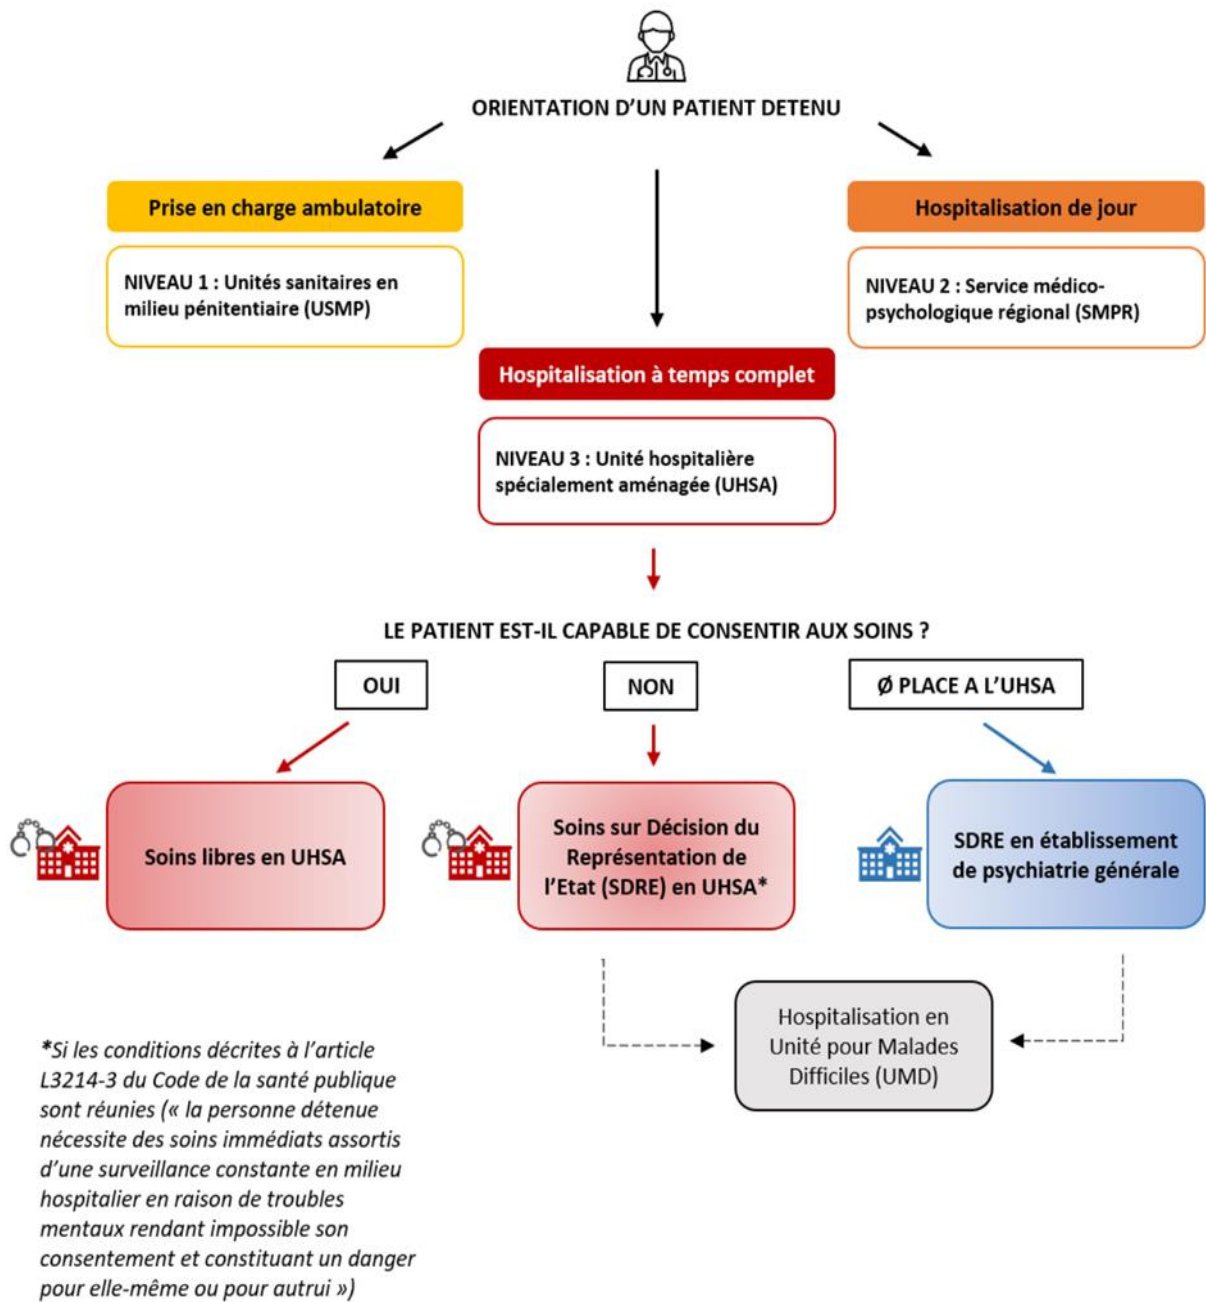 ORIENTATION D'UN PATIENT DETENU
Prise en charge ambulatoire
NIVEAU 1 : Unités sanitaires en
milieu pénitentiaire (USMP)
Hospitalisation de jour
NIVEAU 2 : Service médico-
psychologique régional (SMPR)
Hospitalisation à temps complet
NIVEAU 3 : Unité hospitalière
spécialement aménagée (UHSA)
LE PATIENT EST-IL CAPABLE DE CONSENTIR AUX SOINS ?
OUI
NON
Ø PLACE A L'UHSA
Soins libres en UHSA
Soins sur Décision du
Représentation de
l'Etat (SDRE) en UHSA*
SDRE en établissement
de psychiatrie générale
Hospitalisation en
Unité pour Malades
Difficiles (UMD)
*Si les conditions décrites à l'article
L3214-3 du Code de la santé publique
sont réunies (« la personne détenue
nécessite des soins immédiats assortis
d'une surveillance constante en milieu
hospitalier en raison de troubles
mentaux rendant impossible son
consentement et constituant un danger
pour elle-même ou pour autrui »)